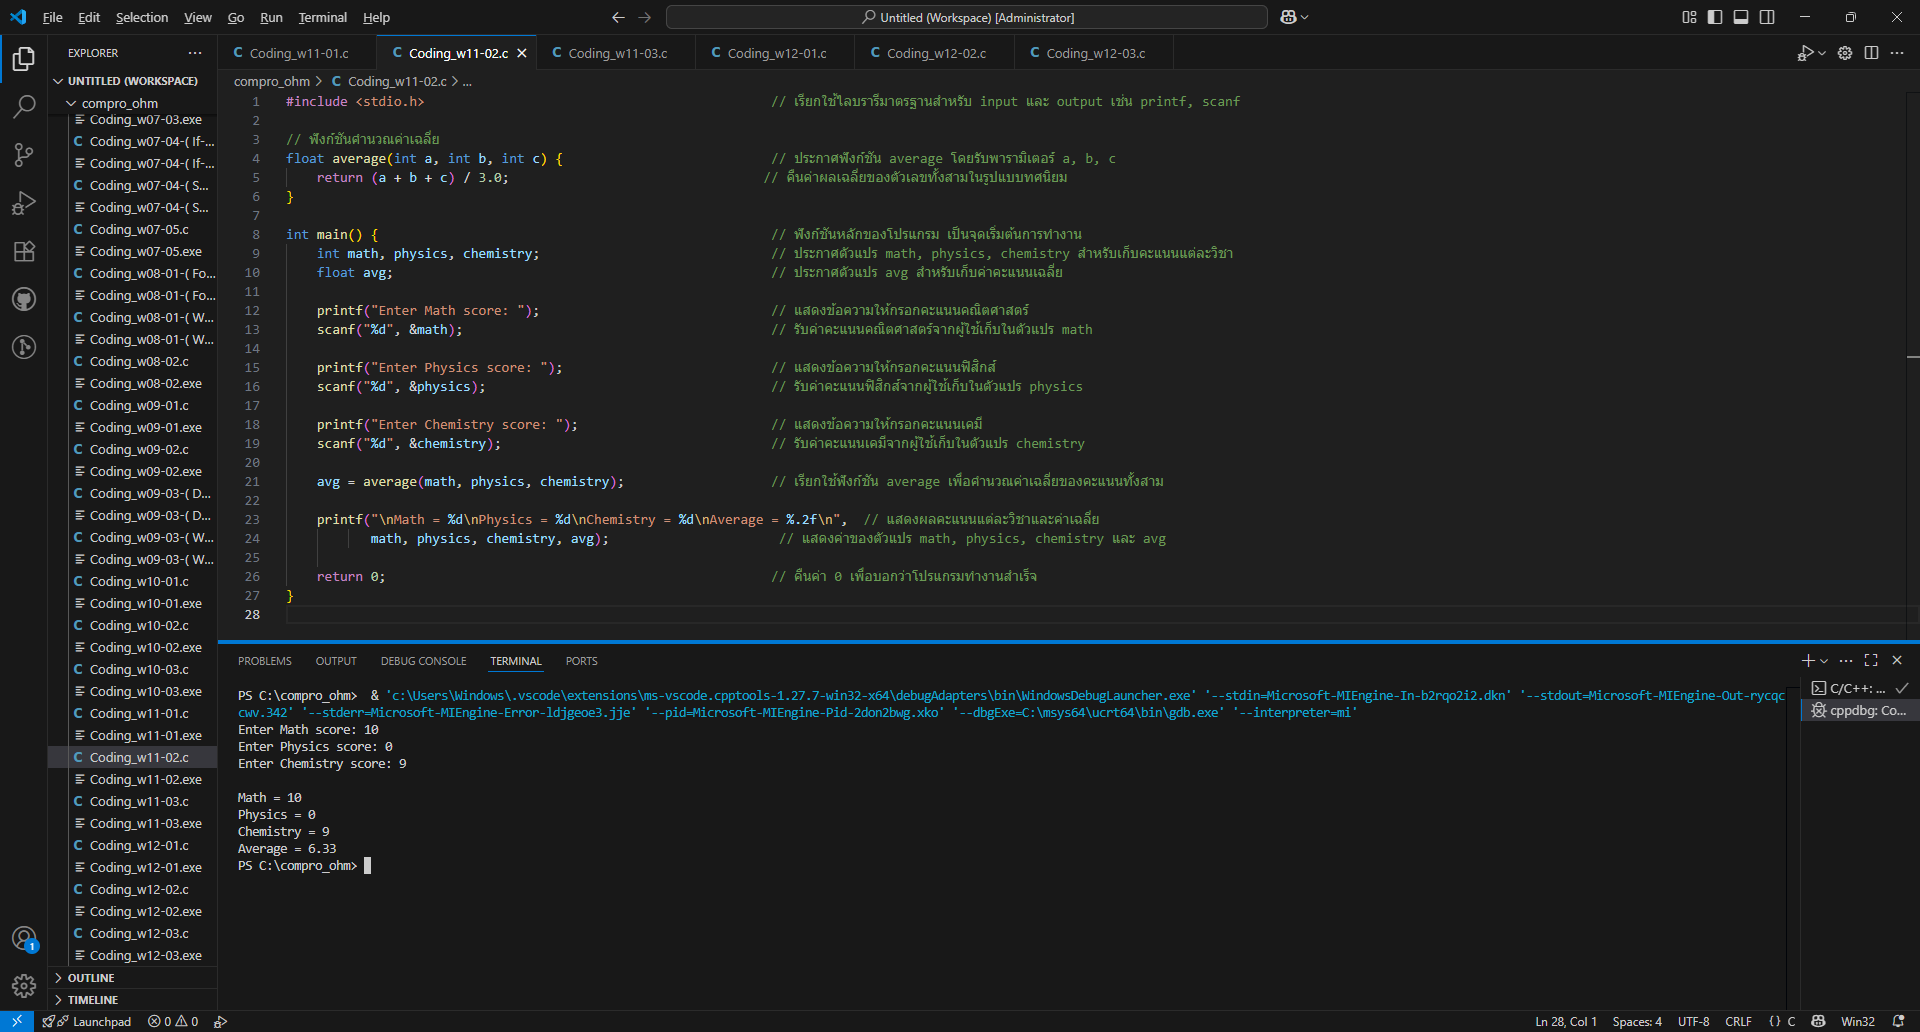 File Edit Selection View Go Run Terminal Help
Untitled (Workspace) [Administrator]
EXPLORER
UNTITLED (WORKSPACE)
compro_ohm
Coding_w07-03.exe
Coding_w07-04-( If-...
Coding_w07-04-( If-...
Coding_w07-04-( S...
Coding_w07-04-( S...
Coding_w07-05.c
Coding_w07-05.exe
Coding_w08-01-( Fo...
Coding_w08-01-( Fo...
Coding_w08-01-( W...
Coding_w08-01-( W...
Coding_w08-02.c
Coding_w08-02.exe
Coding_w09-01.c
Coding_w09-01.exe
Coding_w09-02.c
Coding_w09-02.exe
Coding_w09-03-( D...
Coding_w09-03-( D...
Coding_w09-03-( W...
Coding_w09-03-( W...
Coding_w10-01.c
Coding_w10-01.exe
Coding_w10-02.c
Coding_w10-02.exe
Coding_w10-03.c
Coding_w10-03.exe
Coding_w11-01.c
Coding_w11-01.exe
Coding_w11-02.c
Coding_w11-02.exe
Coding_w11-03.c
Coding_w11-03.exe
Coding_w12-01.c
Coding_w12-01.exe
Coding_w12-02.c
Coding_w12-02.exe
Coding_w12-03.c
Coding_w12-03.exe
OUTLINE
TIMELINE
C Coding_w11-01.c C Coding_w11-02.c C Coding_w11-03.c C Coding_w12-01.c C Coding_w12-02.c C Coding_w12-03.c
compro_ohm > C Coding_w11-02.c > ...
1 #include <stdio.h> // เรียกใช้ไลบรารีมาตรฐานสำหรับ input และ output เช่น printf, scanf
2
3 // ฟังก์ชันคำนวณค่าเฉลี่ย
4 float average(int a, int b, int c) { // ประกาศฟังก์ชัน average โดยรับพารามิเตอร์ a, b, c
5 return (a + b + c) / 3.0; // คืนค่าผลเฉลี่ยของตัวเลขทั้งสามในรูปแบบทศนิยม
6 }
7
8 int main() { // ฟังก์ชันหลักของโปรแกรม เป็นจุดเริ่มต้นการทำงาน
9 int math, physics, chemistry; // ประกาศตัวแปร math, physics, chemistry สำหรับเก็บคะแนนแต่ละวิชา
10 float avg; // ประกาศตัวแปร avg สำหรับเก็บค่าคะแนนเฉลี่ย
11
12 printf("Enter Math score: "); // แสดงข้อความให้กรอกคะแนนคณิตศาสตร์
13 scanf("%d", &math); // รับค่าคะแนนคณิตศาสตร์จากผู้ใช้เก็บในตัวแปร math
14
15 printf("Enter Physics score: "); // แสดงข้อความให้กรอกคะแนนฟิสิกส์
16 scanf("%d", &physics); // รับค่าคะแนนฟิสิกส์จากผู้ใช้เก็บในตัวแปร physics
17
18 printf("Enter Chemistry score: "); // แสดงข้อความให้กรอกคะแนนเคมี
19 scanf("%d", &chemistry); // รับค่าคะแนนเคมีจากผู้ใช้เก็บในตัวแปร chemistry
20
21 avg = average(math, physics, chemistry); // เรียกใช้ฟังก์ชัน average เพื่อคำนวณค่าเฉลี่ยของคะแนนทั้งสาม
22
23 printf("\nMath = %d\nPhysics = %d\nChemistry = %d\nAverage = %.2f\n", // แสดงผลคะแนนแต่ละวิชาและค่าเฉลี่ย
24 math, physics, chemistry, avg); // แสดงค่าของตัวแปร math, physics, chemistry และ avg
25
26 return 0; // คืนค่า 0 เพื่อบอกว่าโปรแกรมทำงานสำเร็จ
27 }
28
PROBLEMS OUTPUT DEBUG CONSOLE TERMINAL PORTS
PS C:\compro_ohm> & 'c:\Users\Windows\.vscode\extensions\ms-vscode.cpptools-1.27.7-win32-x64\debugAdapters\bin\WindowsDebugLauncher.exe' '--stdin=Microsoft-MIEngine-In-b2rqo2i2.dkn' '--stdout=Microsoft-MIEngine-Out-rycqc
cwv.342' '--stderr=Microsoft-MIEngine-Error-ldjgeoe3.jje' '--pid=Microsoft-MIEngine-Pid-2don2bwg.xko' '--dbgExe=C:\msys64\ucrt64\bin\gdb.exe' '--interpreter=mi'
Enter Math score: 10
Enter Physics score: 0
Enter Chemistry score: 9
Math = 10
Physics = 0
Chemistry = 9
Average = 6.33
PS C:\compro_ohm>
C/C++: ...
cppdbg: Co...
1
Launchpad 0 0 Ln 28, Col 1 Spaces: 4 UTF-8 CRLF {} C Win32